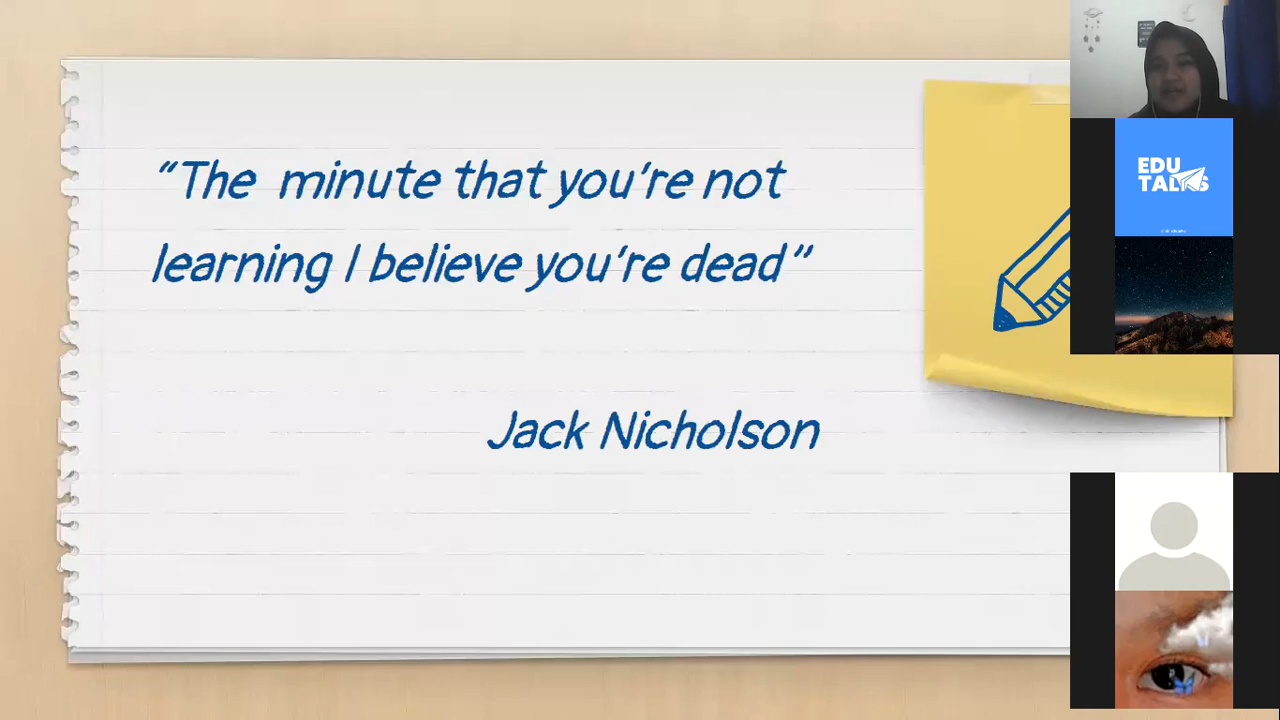 “The minute that you’re not
learning I believe you’re dead”
Jack Nicholson
EDU
TALKS